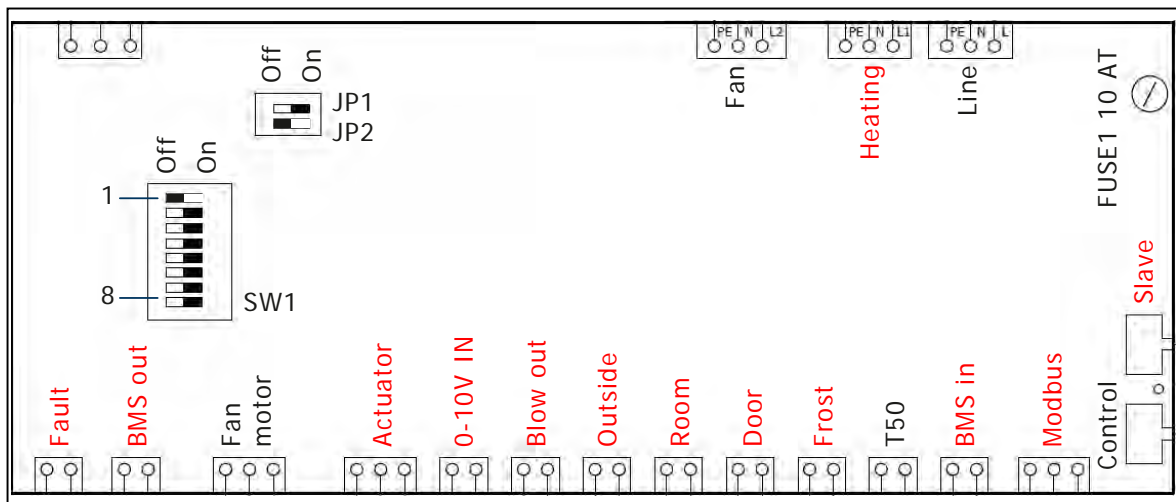 PE N L2
PE N L1
PE N L
Fan
Heating
Line
FUSE1 10 AT
Off
On
JP1
JP2
Off
On
1
8
SW1
Slave
Fault
BMS out
Fan
motor
Actuator
0-10V IN
Blow out
Outside
Room
Door
Frost
T50
BMS in
Modbus
Control